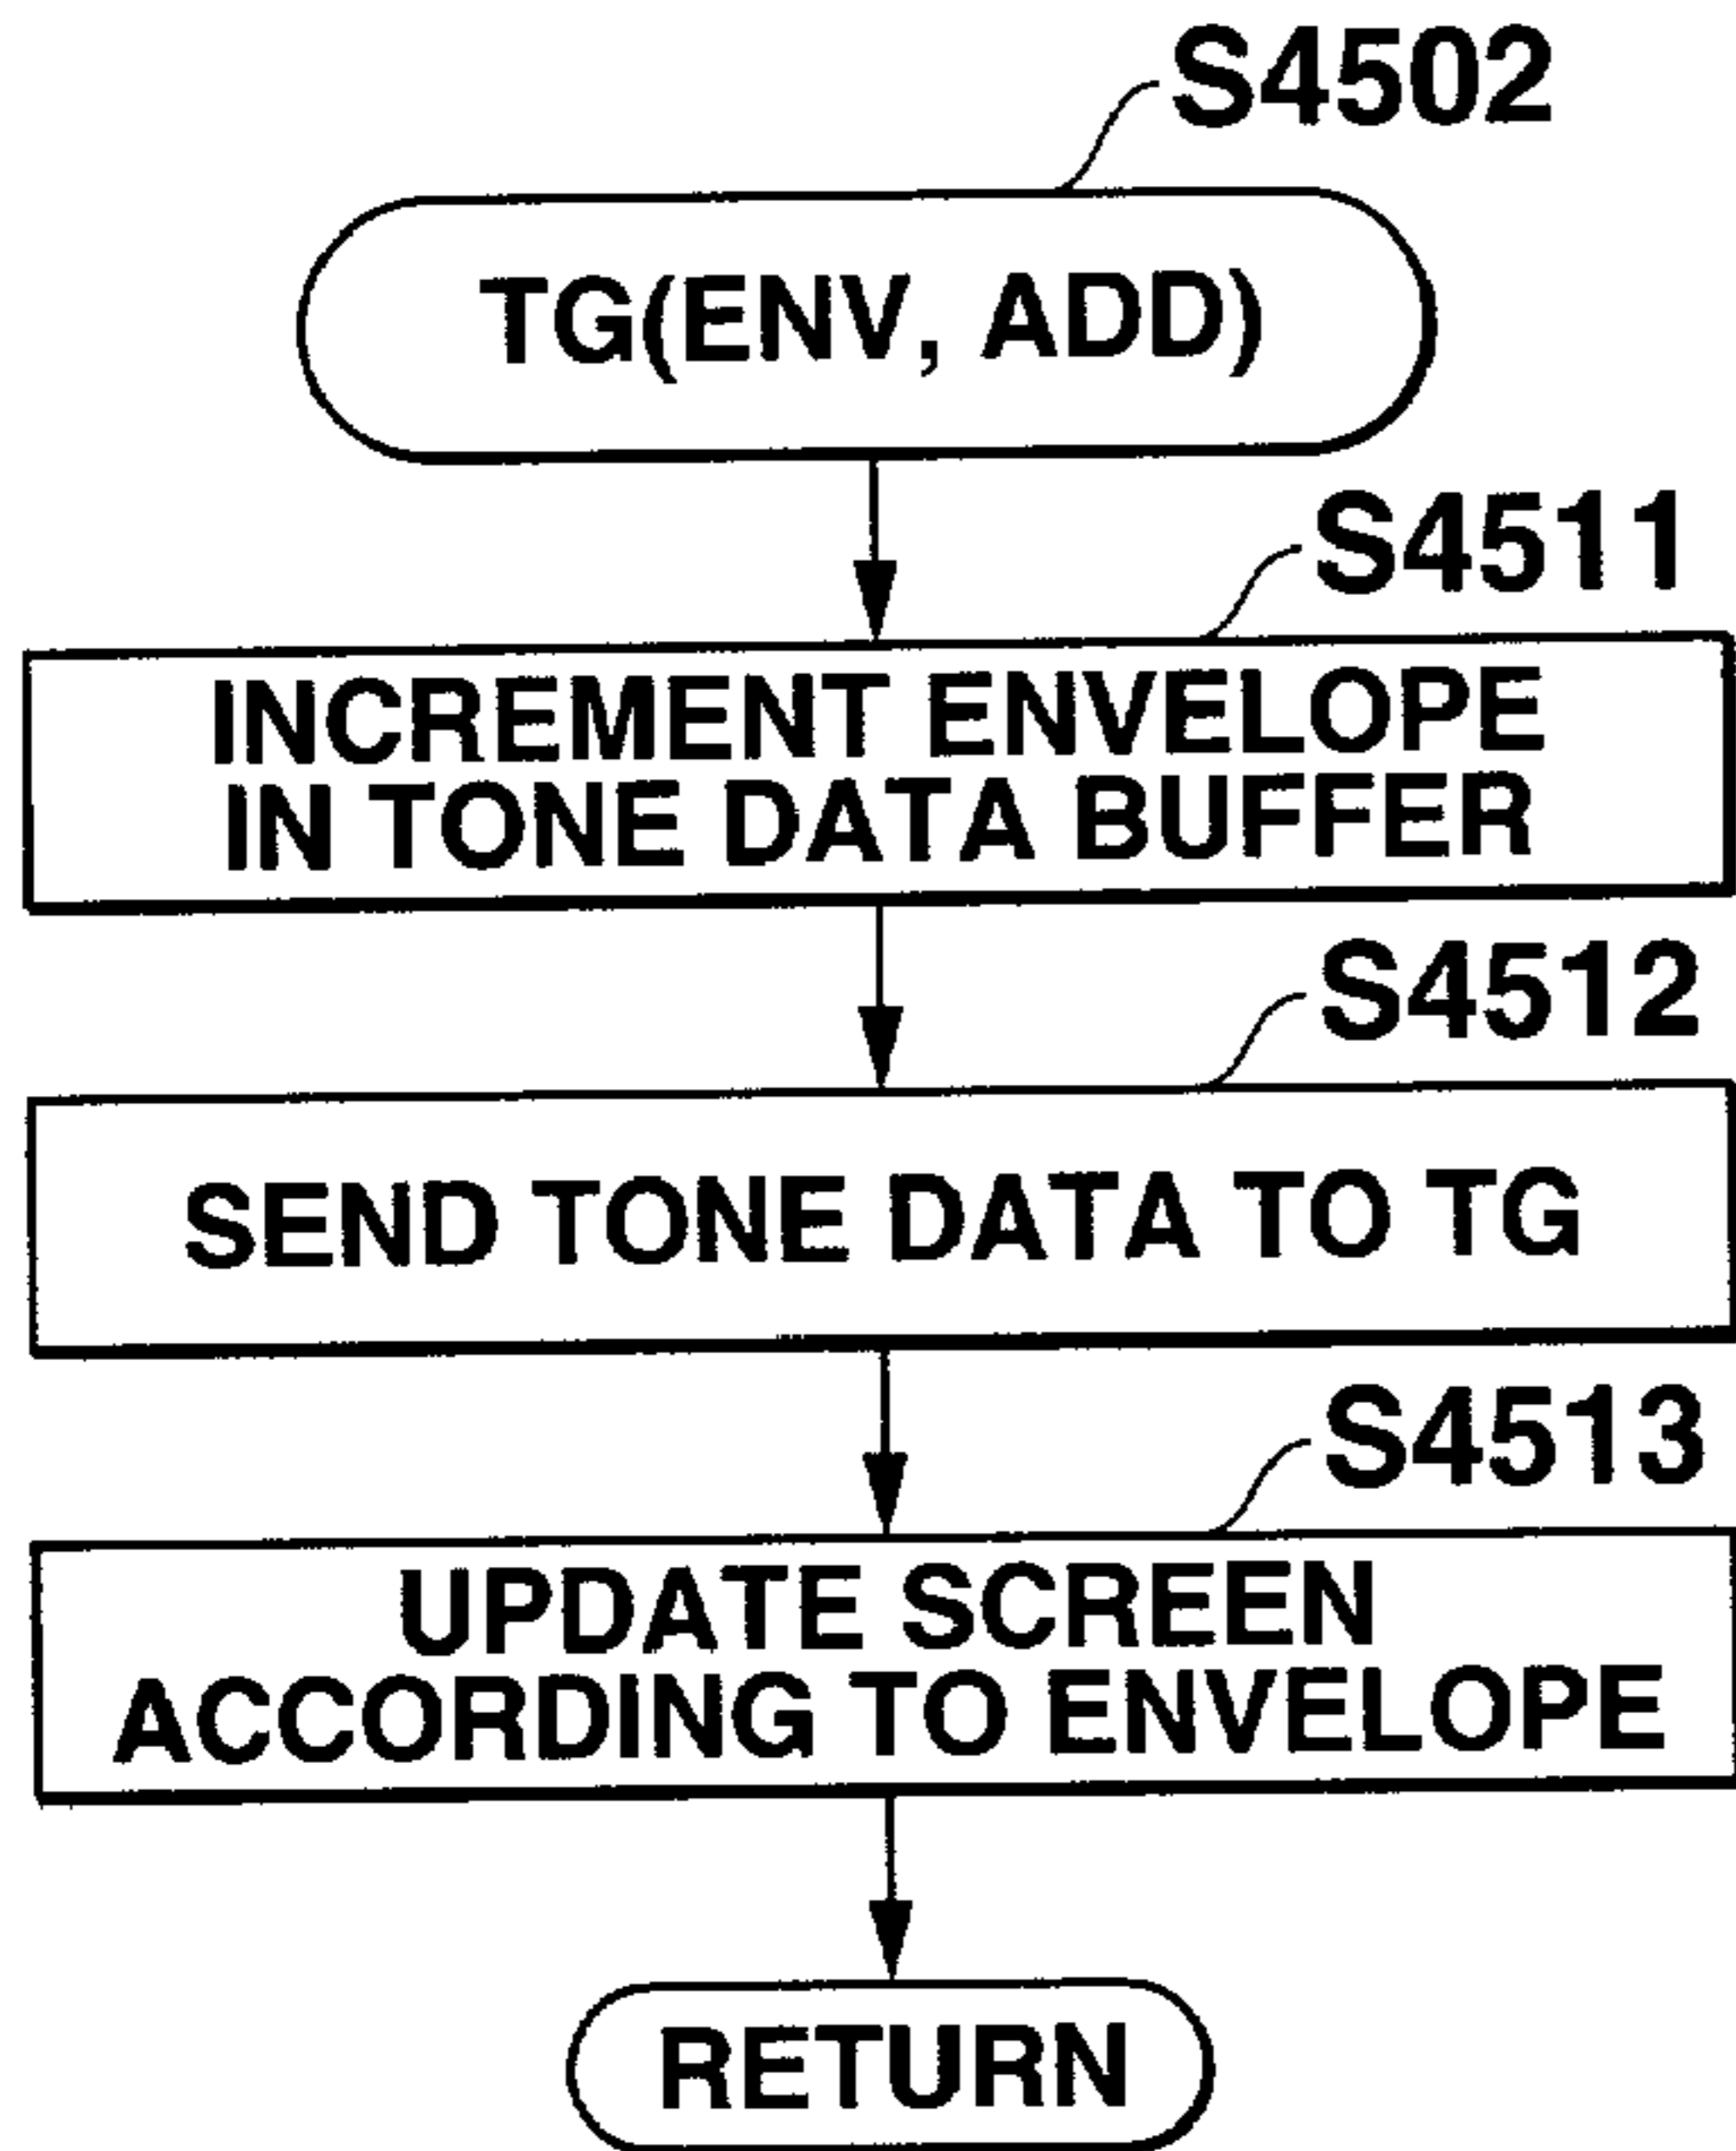 S4502
TG(ENV, ADD)
S4511
INCREMENT ENVELOPE
IN TONE DATA BUFFER
S4512
SEND TONE DATA TO TG
S4513
UPDATE SCREEN
ACCORDING TO ENVELOPE
RETURN